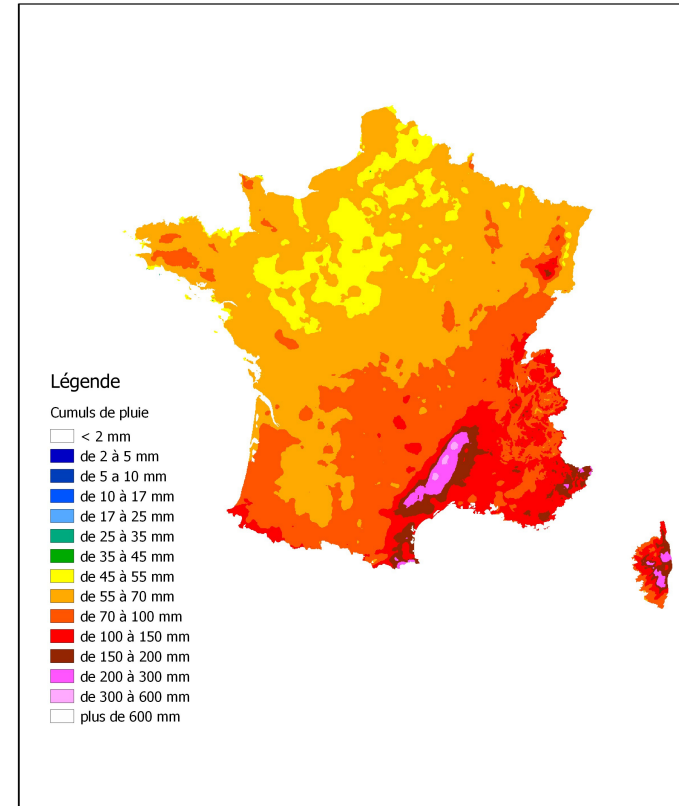 Légende
Cumuls de pluie
< 2 mm
de 2 à 5 mm
de 5 a 10 mm
de 10 à 17 mm
de 17 à 25 mm
de 25 à 35 mm
de 35 à 45 mm
de 45 à 55 mm
de 55 à 70 mm
de 70 à 100 mm
de 100 à 150 mm
de 150 à 200 mm
de 200 à 300 mm
de 300 à 600 mm
plus de 600 mm